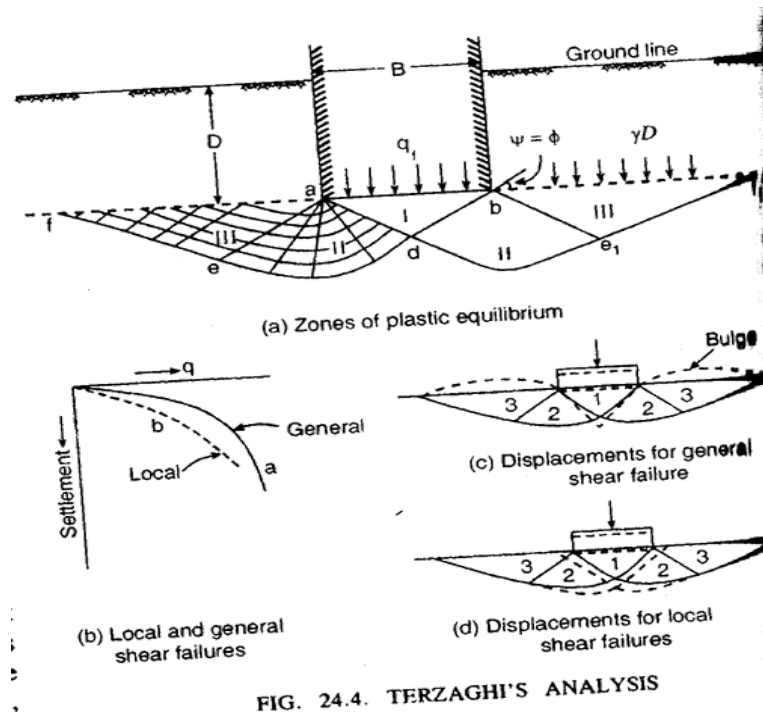 Ground line
B
D
q_f
ψ = φ
γD
a
b
I
III
III
f
II
e
d
II
e₁
(a) Zones of plastic equilibrium
q
Bulge
b
General
Local
a
Settlement
3
2
1
2
3
(c) Displacements for general
shear failure
3
2
1
2
3
(b) Local and general
shear failures
(d) Displacements for local
shear failures
FIG. 24.4. TERZAGHI'S ANALYSIS